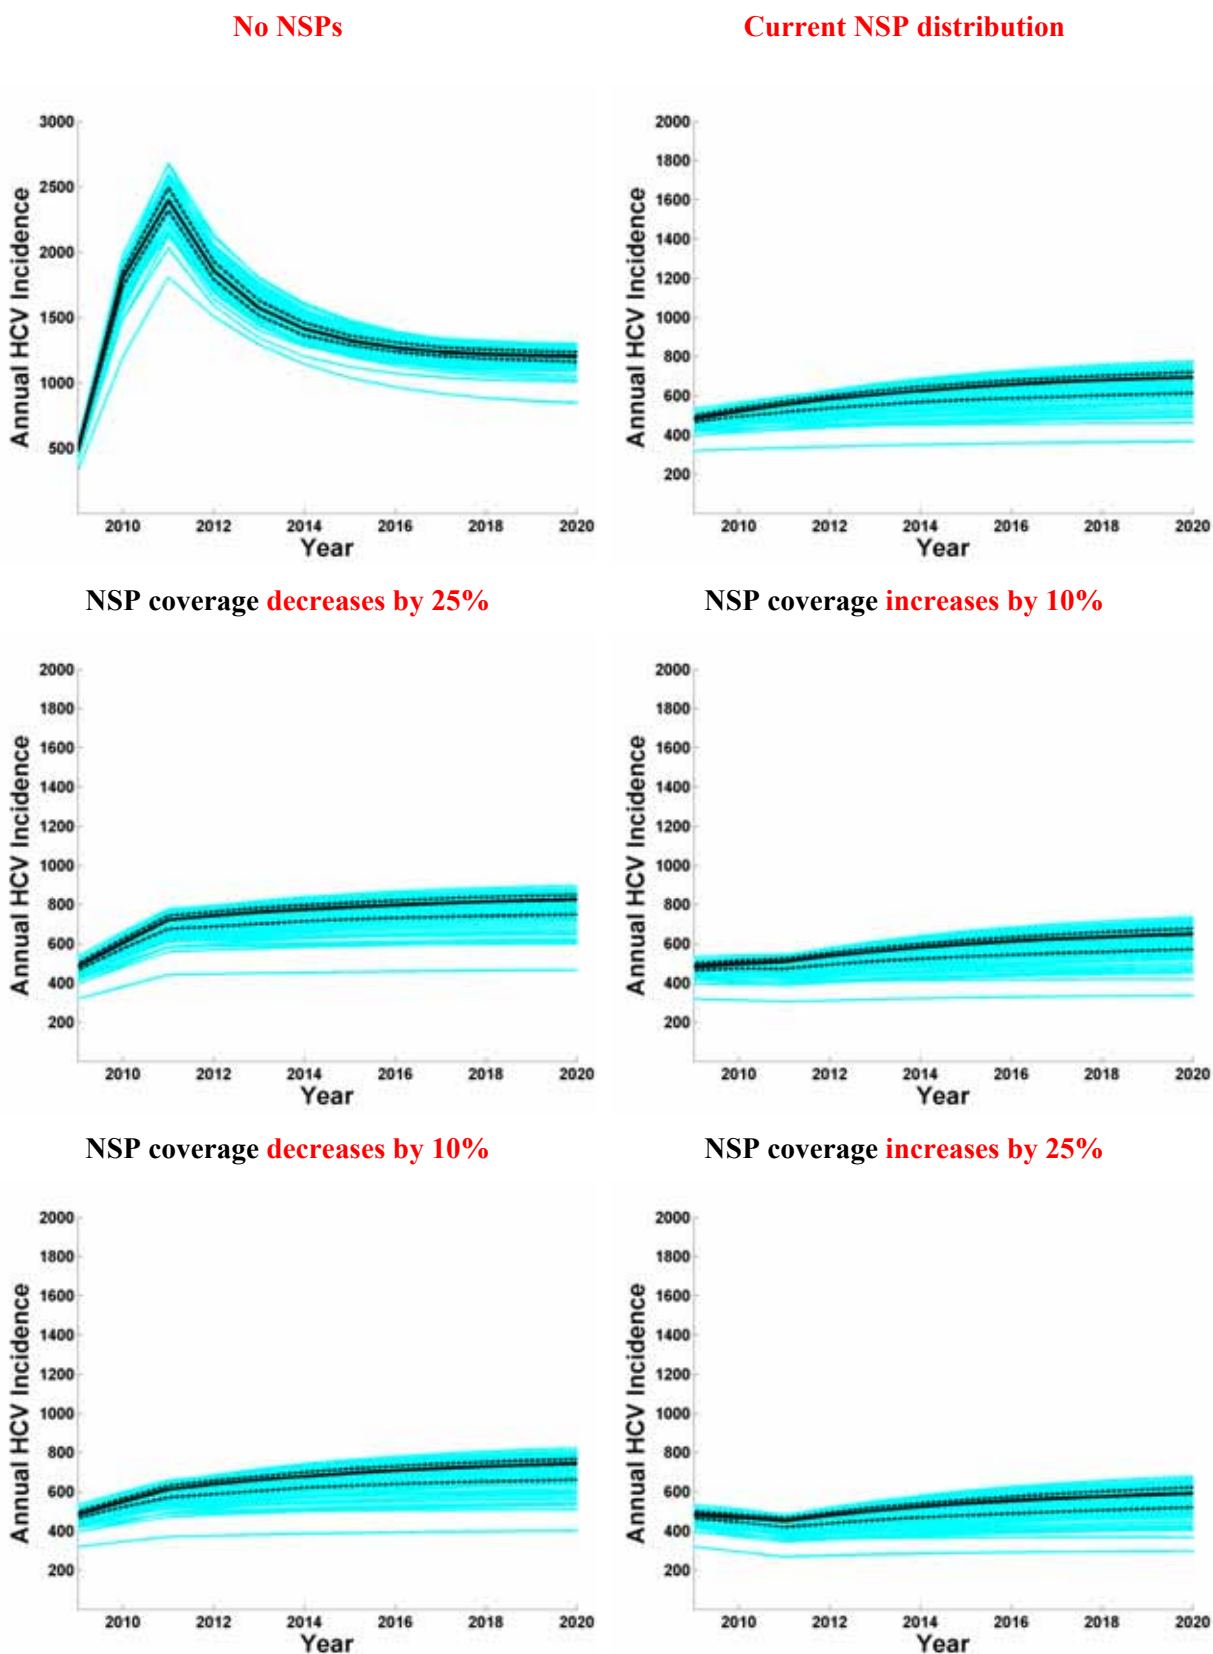 No NSPs
Current NSP distribution
3000
2500
2000
1500
1000
500
Annual HCV Incidence
2010 2012 2014 2016 2018 2020
Year
2000
1800
1600
1400
1200
1000
800
600
400
200
Annual HCV Incidence
2010 2012 2014 2016 2018 2020
Year
NSP coverage decreases by 25%
NSP coverage increases by 10%
2000
1800
1600
1400
1200
1000
800
600
400
200
Annual HCV Incidence
2010 2012 2014 2016 2018 2020
Year
2000
1800
1600
1400
1200
1000
800
600
400
200
Annual HCV Incidence
2010 2012 2014 2016 2018 2020
Year
NSP coverage decreases by 10%
NSP coverage increases by 25%
2000
1800
1600
1400
1200
1000
800
600
400
200
Annual HCV Incidence
2010 2012 2014 2016 2018 2020
Year
2000
1800
1600
1400
1200
1000
800
600
400
200
Annual HCV Incidence
2010 2012 2014 2016 2018 2020
Year